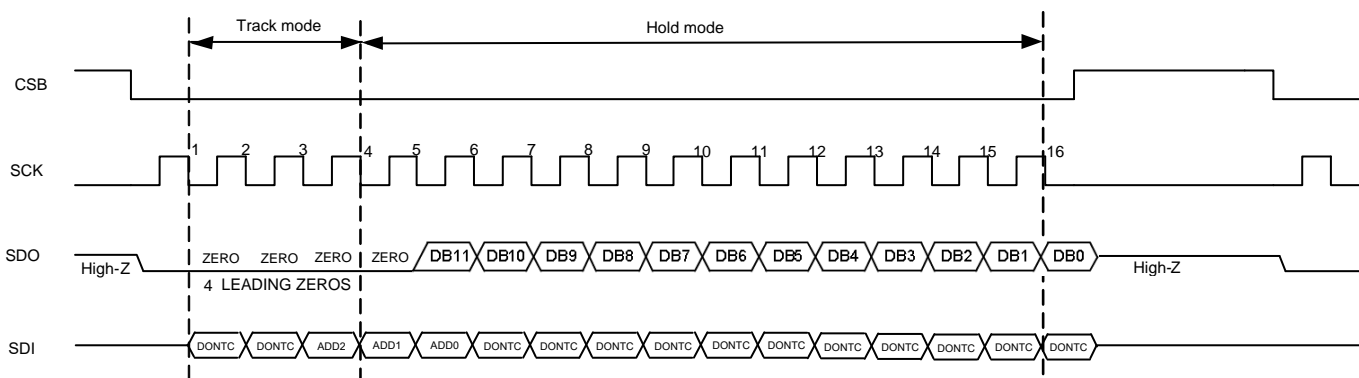 Track mode Hold mode
CSB
SCK 1 2 3 4 5 6 7 8 9 10 11 12 13 14 15 16
SDO High-Z ZERO ZERO ZERO ZERO DB11 DB10 DB9 DB8 DB7 DB6 DB5 DB4 DB3 DB2 DB1 DB0 High-Z
4 LEADING ZEROS
SDI DONTC DONTC ADD2 ADD1 ADD0 DONTC DONTC DONTC DONTC DONTC DONTC DONTC DONTC DONTC DONTC DONTC